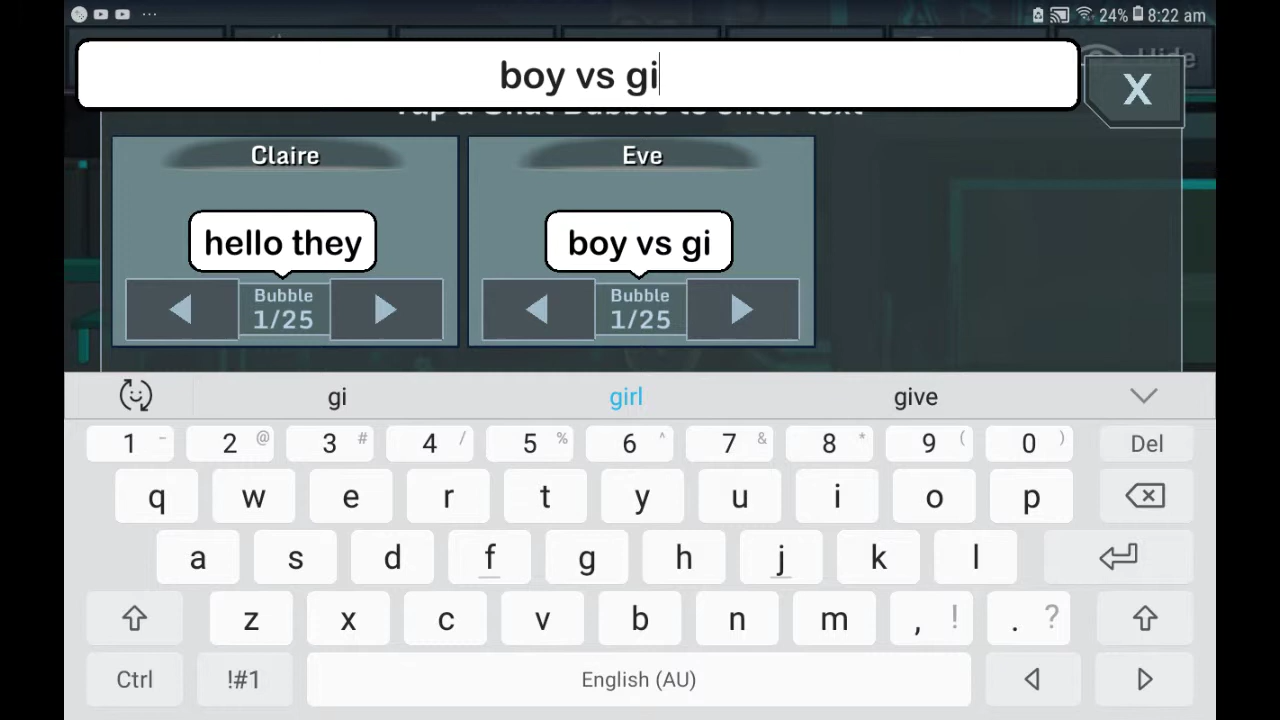 24% 8:22 am
boy vs gi
X
Hide
Tap a Chat Bubble to enter text
Claire
Eve
hello they
boy vs gi
Bubble
1/25
Bubble
1/25
gi girl give
1 - 2 @ 3 # 4 / 5 % 6 ^ 7 & 8 * 9 ( 0 ) Del
q w e r t y u i o p
a s d f g h j k l
z x c v b n m , ! . ?
Ctrl !#1 English (AU)